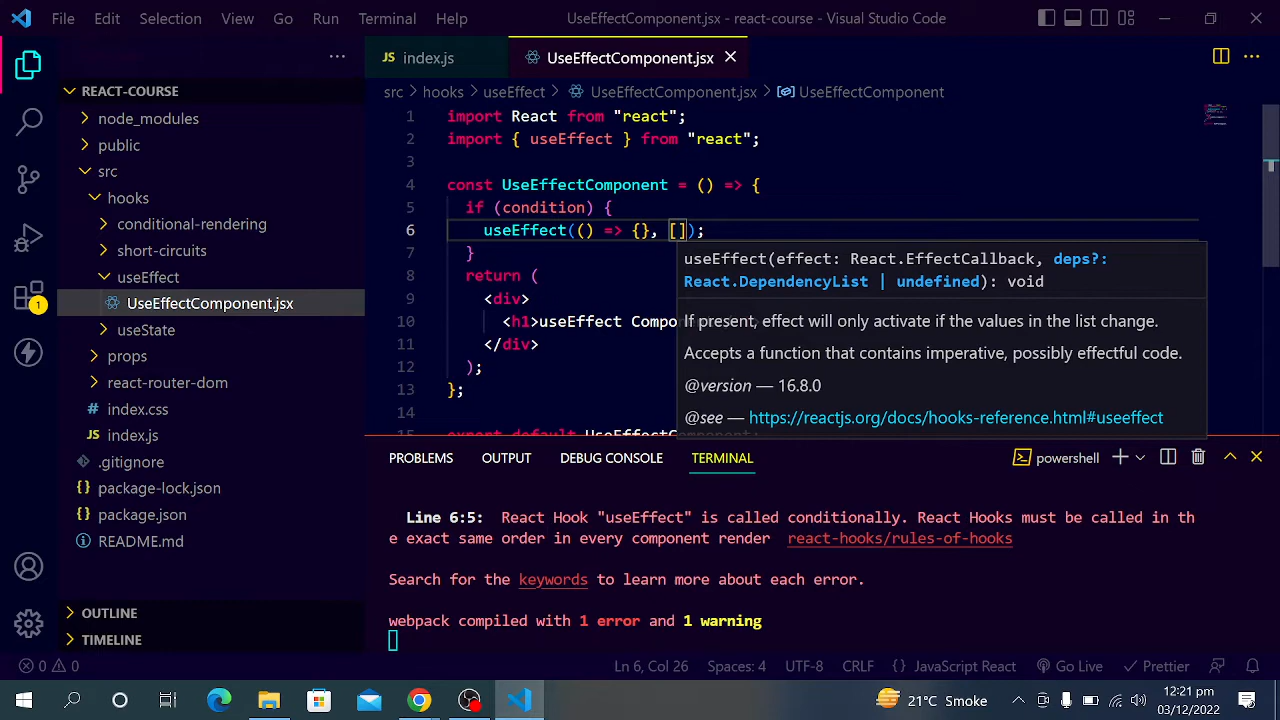 File Edit Selection View Go Run Terminal Help UseEffectComponent.jsx - react-course - Visual Studio Code
JS index.js UseEffectComponent.jsx
REACT-COURSE
node_modules
public
src
hooks
conditional-rendering
short-circuits
useEffect
UseEffectComponent.jsx
useState
props
react-router-dom
index.css
JS index.js
.gitignore
package-lock.json
package.json
README.md
OUTLINE
TIMELINE
1
src > hooks > useEffect > UseEffectComponent.jsx > UseEffectComponent
1 import React from "react";
2 import { useEffect } from "react";
3
4 const UseEffectComponent = () => {
5 if (condition) {
6 useEffect(() => {}, []);
7 }
8 return (
9 <div>
10 <h1>useEffect Compo
11 </div>
12 );
13 };
14
15 export default UseEffectComponent;
useEffect(effect: React.EffectCallback, deps?:
React.DependencyList | undefined): void
If present, effect will only activate if the values in the list change.
Accepts a function that contains imperative, possibly effectful code.
@version — 16.8.0
@see — https://reactjs.org/docs/hooks-reference.html#useeffect
PROBLEMS OUTPUT DEBUG CONSOLE TERMINAL powershell
Line 6:5: React Hook "useEffect" is called conditionally. React Hooks must be called in th
e exact same order in every component render react-hooks/rules-of-hooks
Search for the keywords to learn more about each error.
webpack compiled with 1 error and 1 warning
0 0 Ln 6, Col 26 Spaces: 4 UTF-8 CRLF {} JavaScript React Go Live Prettier
21°C Smoke 12:21 pm
03/12/2022